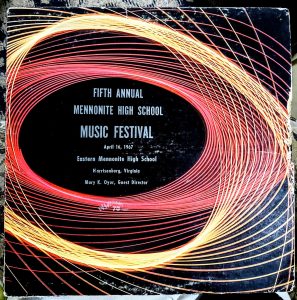 FIFTH ANNUAL
MENNONITE HIGH SCHOOL
MUSIC FESTIVAL
April 16, 1967
Eastern Mennonite High School
Harrisonburg, Virginia
Mary K. Oyer, Guest Director